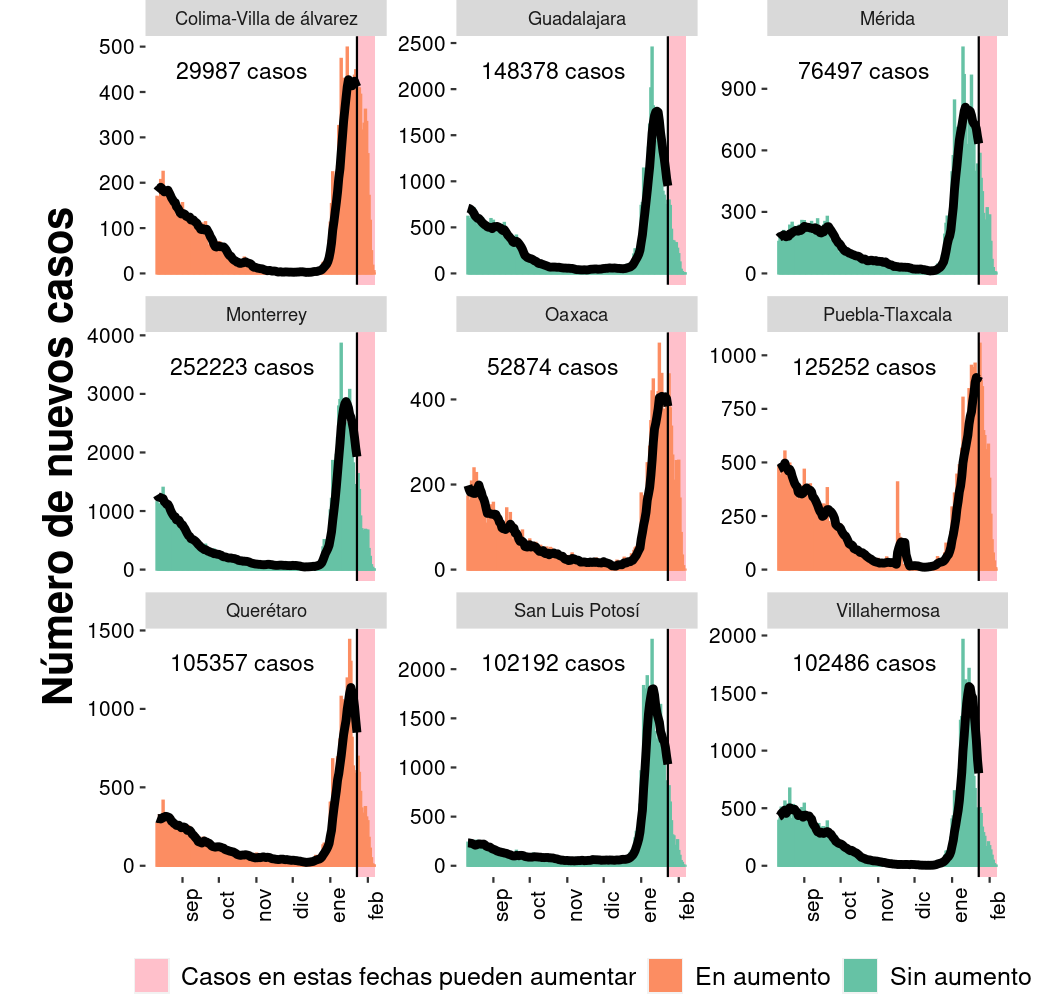 Número de nuevos casos
Colima-Villa de álvarez
Guadalajara
Mérida
500
400
300
200
100
0
29987 casos
2500
2000
1500
1000
500
0
148378 casos
900
600
300
0
76497 casos
Monterrey
Oaxaca
Puebla-Tlaxcala
4000
3000
2000
1000
0
252223 casos
400
200
0
52874 casos
1000
750
500
250
0
125252 casos
Querétaro
San Luis Potosí
Villahermosa
1500
1000
500
0
105357 casos
2000
1500
1000
500
0
102192 casos
2000
1500
1000
500
0
102486 casos
sep oct nov dic ene feb
sep oct nov dic ene feb
sep oct nov dic ene feb
Casos en estas fechas pueden aumentar
En aumento
Sin aumento